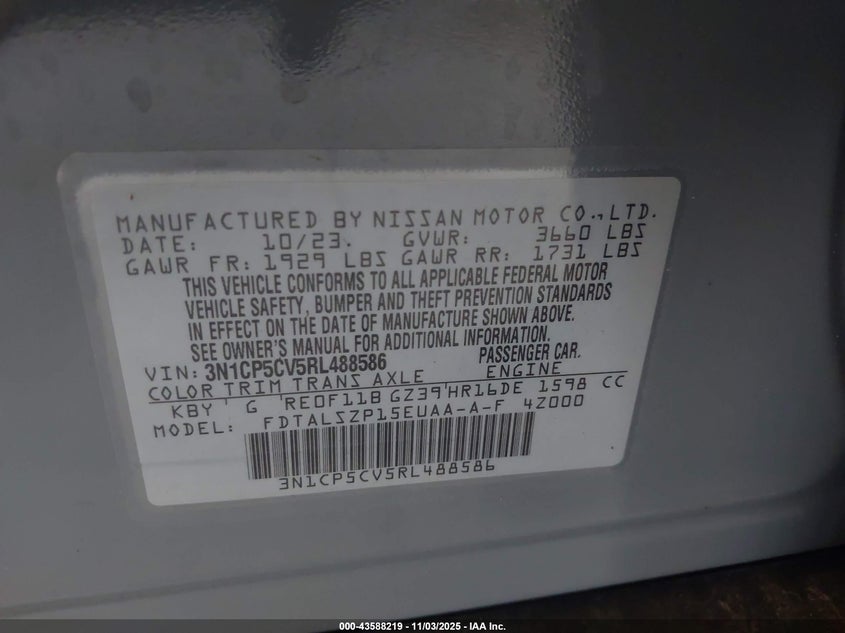 MANUFACTURED BY NISSAN MOTOR CO., LTD.
DATE: 10/23. GVWR: 3660 LBS
GAWR FR: 1929 LBS GAWR RR: 1731 LBS
THIS VEHICLE CONFORMS TO ALL APPLICABLE FEDERAL MOTOR
VEHICLE SAFETY, BUMPER AND THEFT PREVENTION STANDARDS
IN EFFECT ON THE DATE OF MANUFACTURE SHOWN ABOVE.
SEE OWNER'S MANUAL FOR ADDITIONAL INFORMATION.
VIN: 3N1CP5CV5RL488586 PASSENGER CAR.
COLOR TRIM TRANS AXLE ENGINE
KBY G RE0F11B GZ39 HR16DE 1598 CC
MODEL: FDTALSZP15EUAA-A-F 4Z000
3N1CP5CV5RL488586
000-43588219 - 11/03/2025 - IAA Inc.